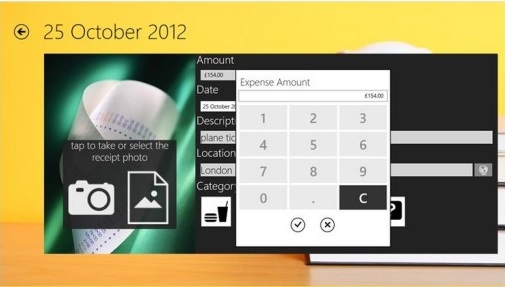 25 October 2012
Amount
£154.00
Date
25 October 2
Descripti
plane tic
Location
London
Categor
tap to take or select the
receipt photo
Expense Amount
£154.00
1 2 3
4 5 6
7 8 9
0 . C